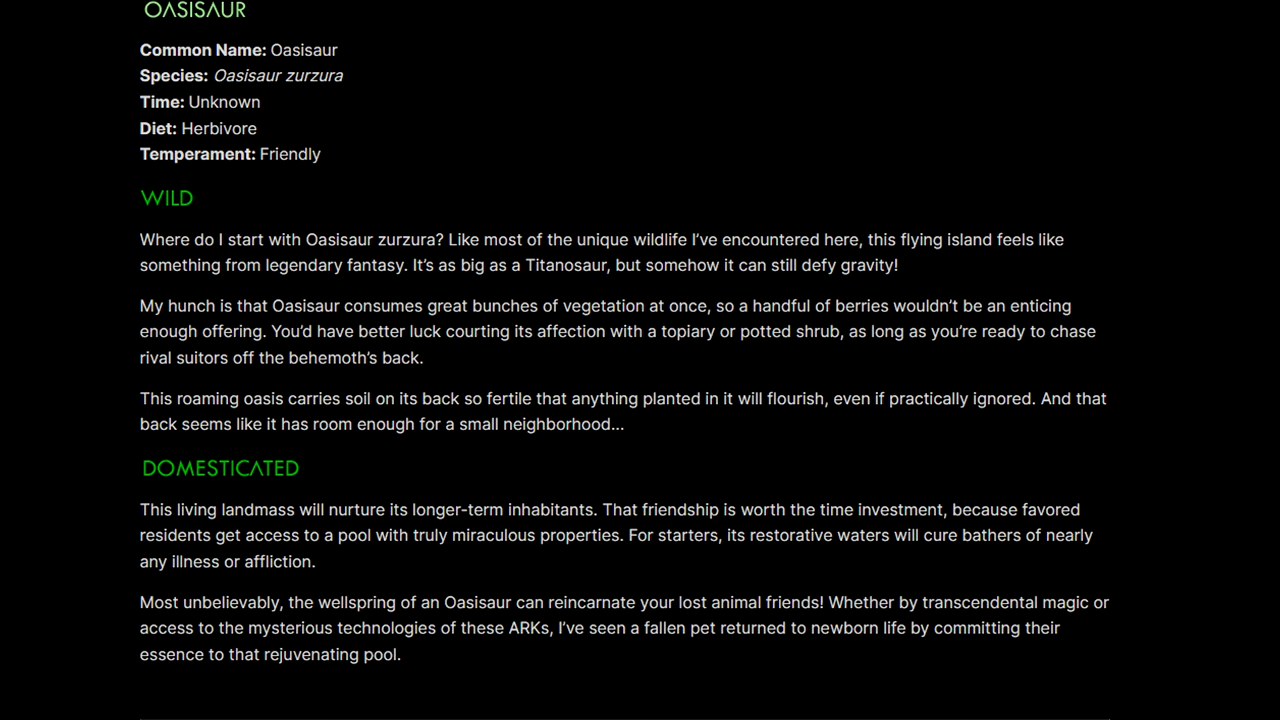 OASISAUR
Common Name: Oasisaur
Species: Oasisaur zurzura
Time: Unknown
Diet: Herbivore
Temperament: Friendly
WILD
Where do I start with Oasisaur zurzura? Like most of the unique wildlife I’ve encountered here, this flying island feels like
something from legendary fantasy. It’s as big as a Titanosaur, but somehow it can still defy gravity!
My hunch is that Oasisaur consumes great bunches of vegetation at once, so a handful of berries wouldn’t be an enticing
enough offering. You’d have better luck courting its affection with a topiary or potted shrub, as long as you’re ready to chase
rival suitors off the behemoth’s back.
This roaming oasis carries soil on its back so fertile that anything planted in it will flourish, even if practically ignored. And that
back seems like it has room enough for a small neighborhood...
DOMESTICATED
This living landmass will nurture its longer-term inhabitants. That friendship is worth the time investment, because favored
residents get access to a pool with truly miraculous properties. For starters, its restorative waters will cure bathers of nearly
any illness or affliction.
Most unbelievably, the wellspring of an Oasisaur can reincarnate your lost animal friends! Whether by transcendental magic or
access to the mysterious technologies of these ARKs, I’ve seen a fallen pet returned to newborn life by committing their
essence to that rejuvenating pool.